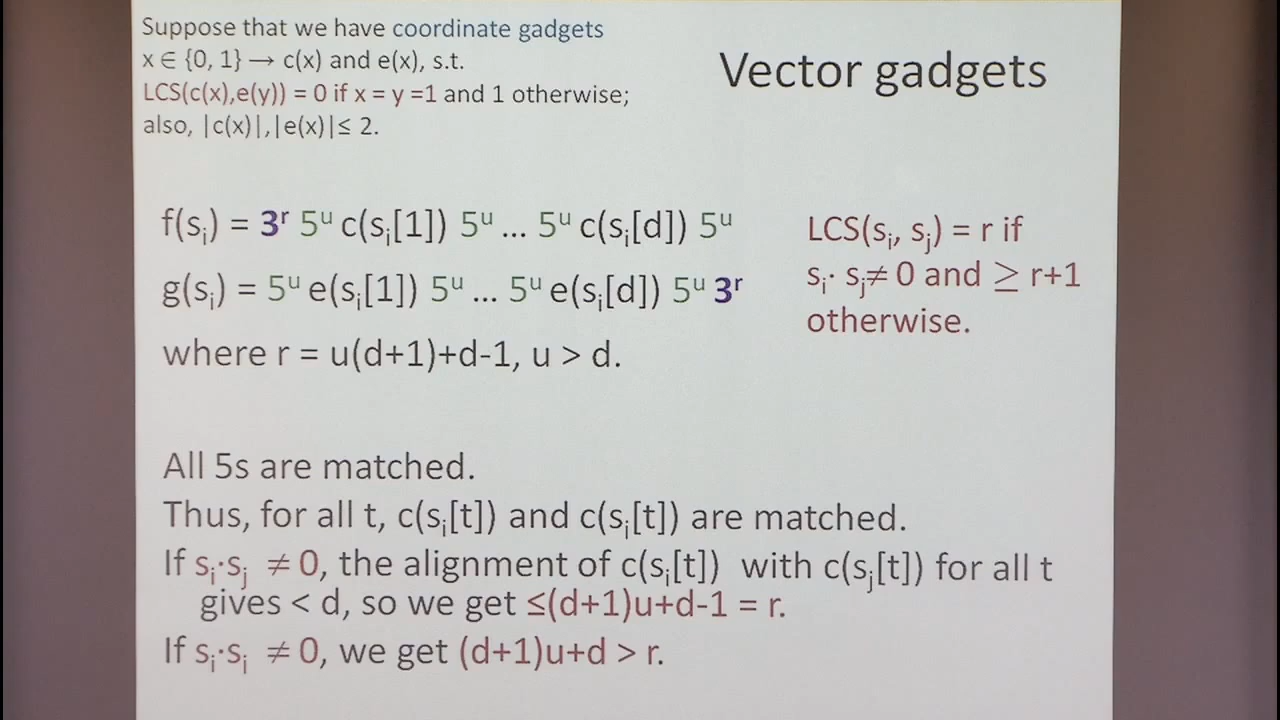 Suppose that we have coordinate gadgets
x ∈ {0, 1} → c(x) and e(x), s.t.
LCS(c(x),e(y)) = 0 if x = y =1 and 1 otherwise;
also, |c(x)|,|e(x)|≤ 2.
Vector gadgets
f(sᵢ) = 3ʳ 5ᵘ c(sᵢ[1]) 5ᵘ ... 5ᵘ c(sᵢ[d]) 5ᵘ
g(sᵢ) = 5ᵘ e(sᵢ[1]) 5ᵘ ... 5ᵘ e(sᵢ[d]) 5ᵘ 3ʳ
where r = u(d+1)+d-1, u > d.
LCS(sᵢ, sⱼ) = r if
sᵢ· sⱼ≠ 0 and ≥ r+1
otherwise.
All 5s are matched.
Thus, for all t, c(sᵢ[t]) and c(sⱼ[t]) are matched.
If sᵢ·sⱼ ≠ 0, the alignment of c(sᵢ[t]) with c(sⱼ[t]) for all t
gives < d, so we get ≤(d+1)u+d-1 = r.
If sᵢ·sⱼ ≠ 0, we get (d+1)u+d > r.